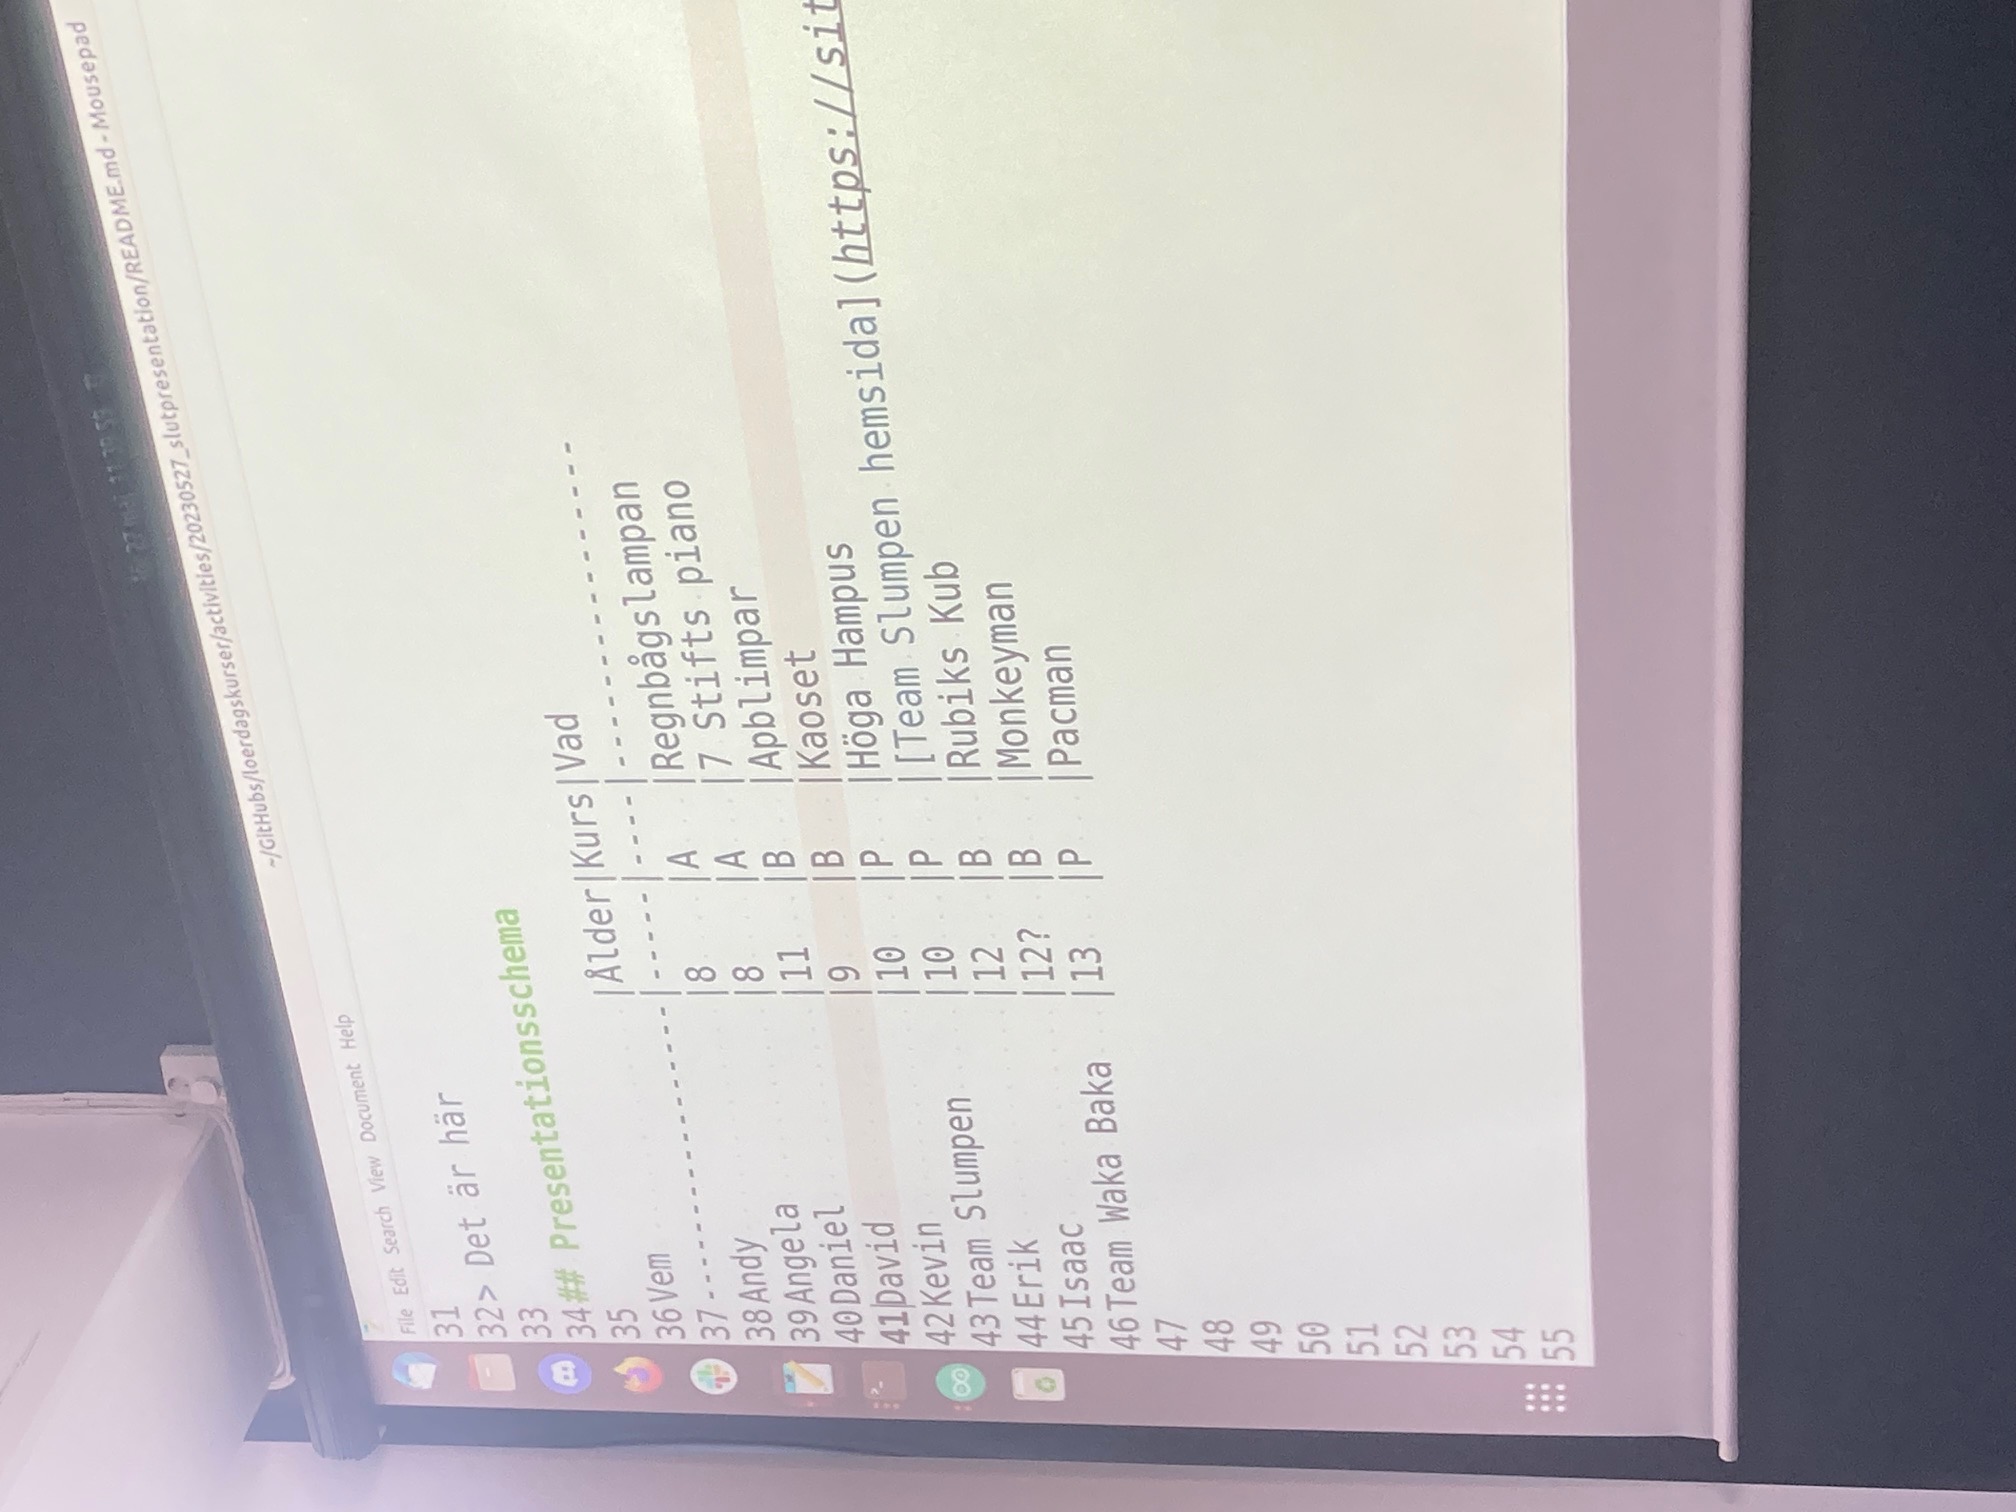 ~/GitHubs/loerdagskurser/activities/20230527_slutpresentation/README.md - Mousepad
File Edit Search View Document Help
31
32> Det är här
33
34## Presentationsschema
35
36Vem |Ålder|Kurs|Vad
37-----------------|-----|----|----------------
38Andy |8 |A |Regnbågslampan
39Angela |8 |A |7 Stifts piano
40Daniel |11 |B |Apblimpar
41David |9 |B |Kaoset
42Kevin |10 |P |Höga Hampus
43Team Slumpen |10 |P |[Team Slumpen hemsida](https://sit
44Erik |12 |B |Rubiks Kub
45Isaac |12? |B |Monkeyman
46Team Waka Baka |13 |P |Pacman
47
48
49
50
51
52
53
54
55